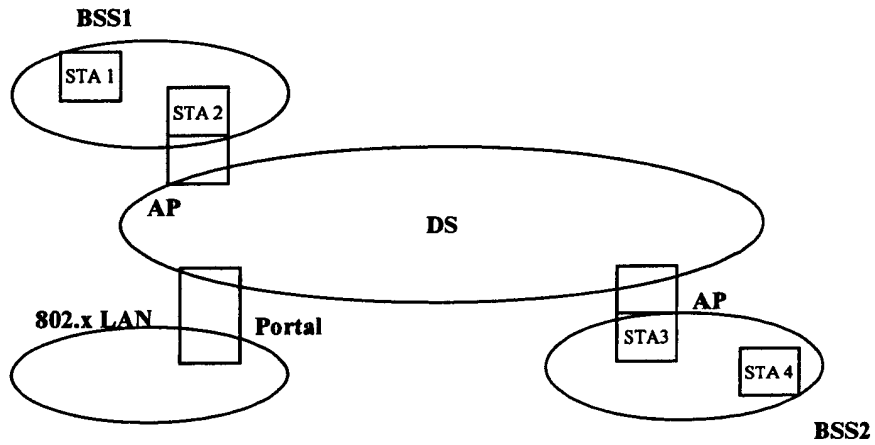 BSS1
STA 1
STA 2
AP
DS
802.x LAN
Portal
AP
STA3
STA 4
BSS2